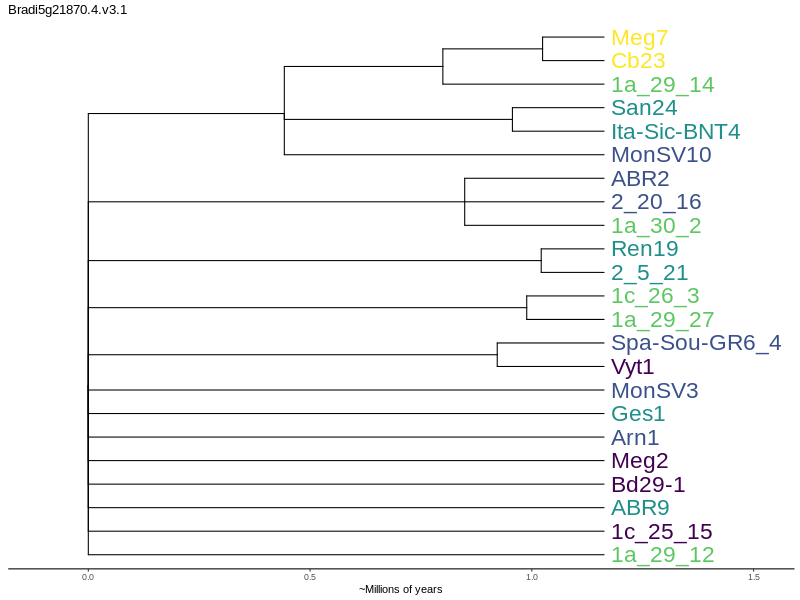 Bradi5g21870.4.v3.1
Meg7
Cb23
1a_29_14
San24
Ita-Sic-BNT4
MonSV10
ABR2
2_20_16
1a_30_2
Ren19
2_5_21
1c_26_3
1a_29_27
Spa-Sou-GR6_4
Vyt1
MonSV3
Ges1
Arn1
Meg2
Bd29-1
ABR9
1c_25_15
1a_29_12
0.0 0.5 1.0 1.5
~Millions of years